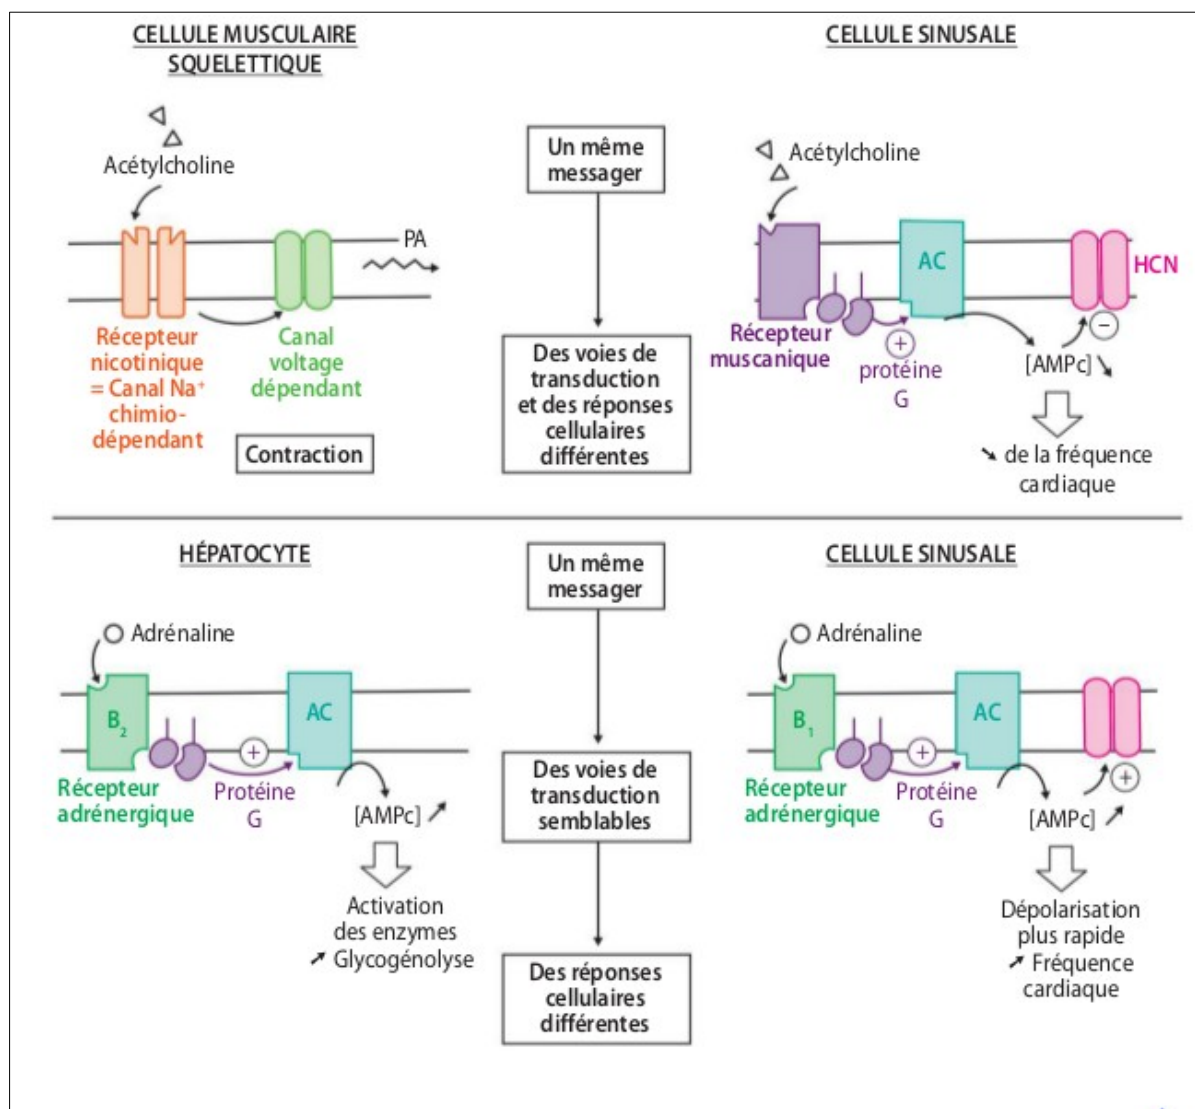 CELLULE MUSCULAIRE
SQUELETTIQUE
Acétylcholine
PA
Récepteur
nicotinique
= Canal Na⁺
chimio-
dépendant
Canal
voltage
dépendant
Contraction
Un même
messager
Des voies de
transduction
et des réponses
cellulaires
différentes
CELLULE SINUSALE
Acétylcholine
AC
HCN
Récepteur
muscanique
+
protéine
G
−
[AMPc] ↘
↘ de la fréquence
cardiaque
HÉPATOCYTE
Adrénaline
B₂
AC
Récepteur
adrénergique
+
Protéine
G
[AMPc] ↗
Activation
des enzymes
↗ Glycogénolyse
Un même
messager
Des voies de
transduction
semblables
Des réponses
cellulaires
différentes
CELLULE SINUSALE
Adrénaline
B₁
AC
Récepteur
adrénergique
+
Protéine
G
+
[AMPc] ↗
Dépolarisation
plus rapide
↗ Fréquence
cardiaque